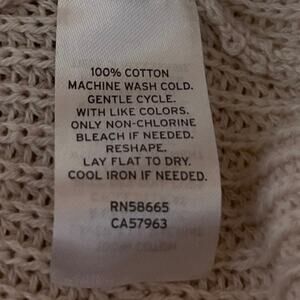 100% COTTON
MACHINE WASH COLD.
GENTLE CYCLE.
WITH LIKE COLORS.
ONLY NON-CHLORINE
BLEACH IF NEEDED.
RESHAPE.
LAY FLAT TO DRY.
COOL IRON IF NEEDED.
RN58665
CA57963